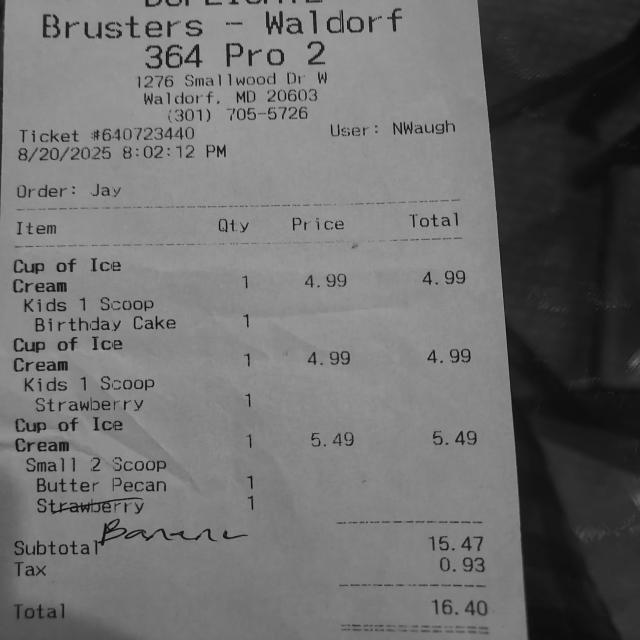 DUPLICATE
Brusters - Waldorf
364 Pro 2
1276 Smallwood Dr W
Waldorf, MD 20603
(301) 705-5726
Ticket #640723440 User: NWaugh
8/20/2025 8:02:12 PM
Order: Jay
Item Qty Price Total
Cup of Ice
Cream 1 4.99 4.99
Kids 1 Scoop
Birthday Cake 1
Cup of Ice
Cream 1 4.99 4.99
Kids 1 Scoop
Strawberry 1
Cup of Ice
Cream 1 5.49 5.49
Small 2 Scoop
Butter Pecan 1
Strawberry 1
Banana
Subtotal 15.47
Tax 0.93
Total 16.40